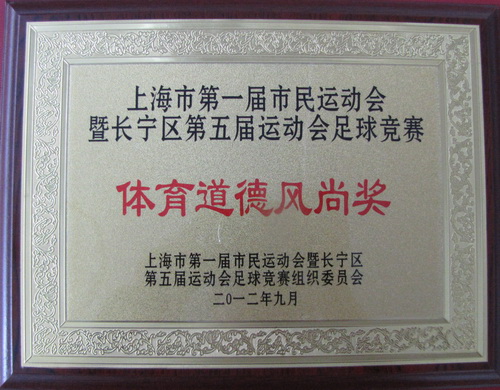 上海市第一届市民运动会
暨长宁区第五届运动会足球竞赛
体育道德风尚奖
上海市第一届市民运动会暨长宁区
第五届运动会足球竞赛组织委员会
二〇一二年九月